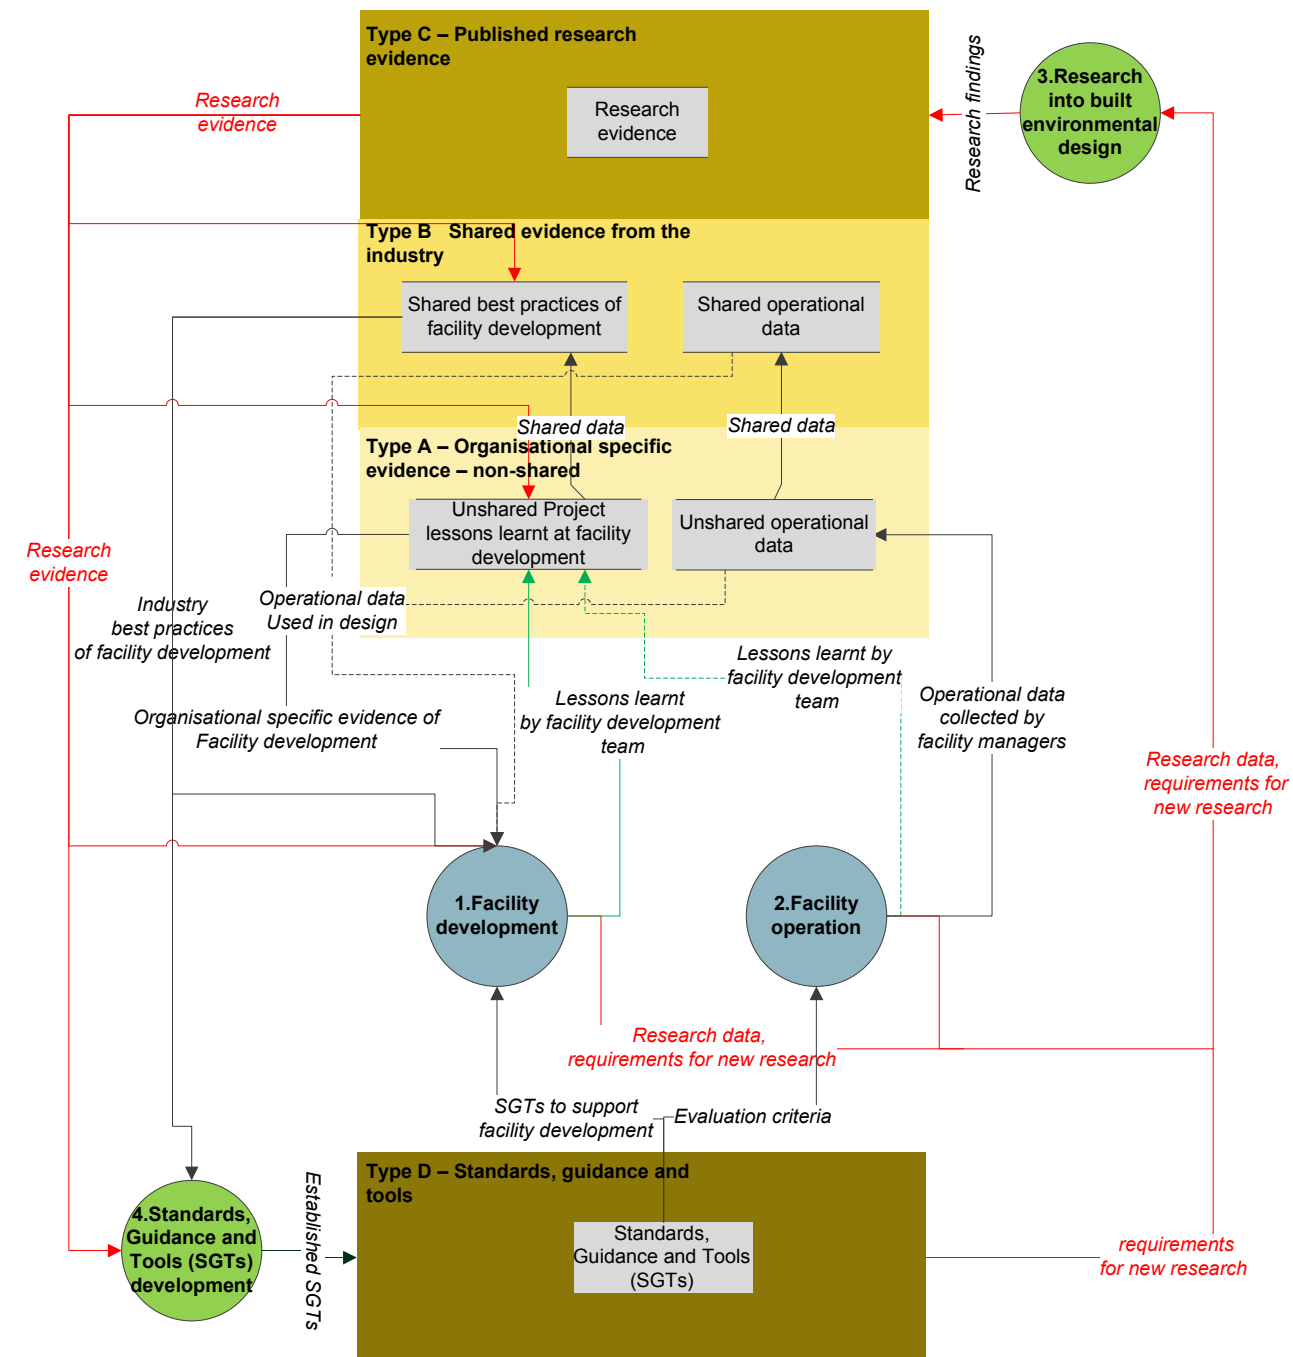 Type C – Published research
evidence
Research
evidence
Research findings
3.Research
into built
environmental
design
Research
evidence
Type B   Shared evidence from the
industry
Shared best practices of
facility development
Shared operational
data
Shared data
Shared data
Type A – Organisational specific
evidence – non-shared
Unshared Project
lessons learnt at facility
development
Unshared operational
data
Research
evidence
Industry
best practices
of facility development
Operational data
Used in design
Organisational specific evidence of
Facility development
Lessons learnt
by facility development
team
Lessons learnt by
facility development
team
Operational data
collected by
facility managers
Research data,
requirements for
new research
1.Facility
development
2.Facility
operation
Research data,
requirements for new research
SGTs to support
facility development
Evaluation criteria
Type D – Standards, guidance and
tools
Standards,
Guidance and Tools
(SGTs)
4.Standards,
Guidance and
Tools (SGTs)
development
Established SGTs
requirements
for new research